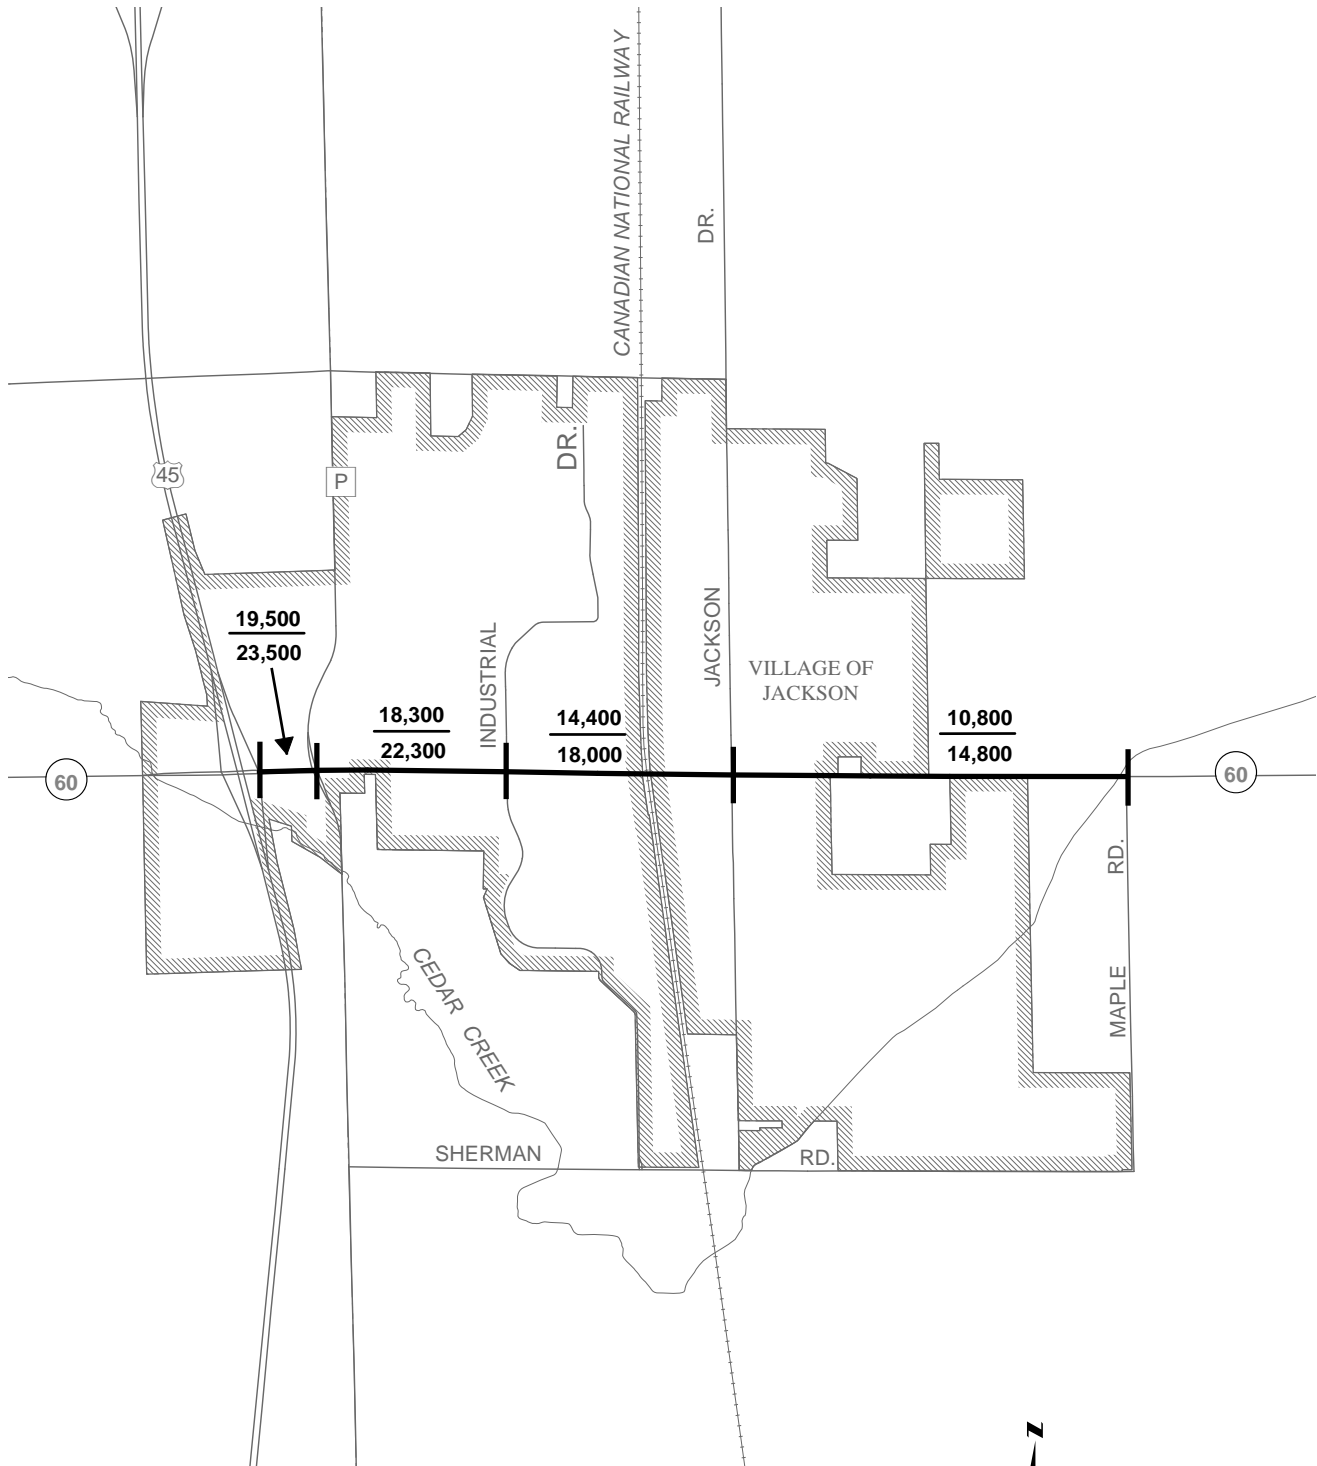 CANADIAN NATIONAL RAILWAY
DR.
DR.
45
P
19,500
23,500
INDUSTRIAL
JACKSON
VILLAGE OF
JACKSON
18,300
22,300
14,400
18,000
10,800
14,800
60
60
RD.
MAPLE
CEDAR CREEK
SHERMAN
RD.
Z